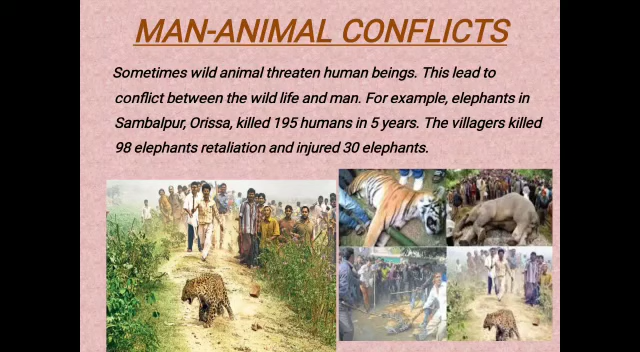 MAN-ANIMAL CONFLICTS
Sometimes wild animal threaten human beings. This lead to
conflict between the wild life and man. For example, elephants in
Sambalpur, Orissa, killed 195 humans in 5 years. The villagers killed
98 elephants retaliation and injured 30 elephants.